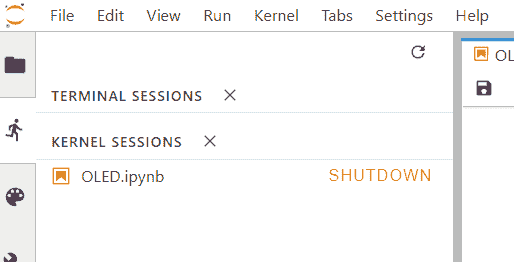 File Edit View Run Kernel Tabs Settings Help
OL
TERMINAL SESSIONS
KERNEL SESSIONS
OLED.ipynb SHUTDOWN